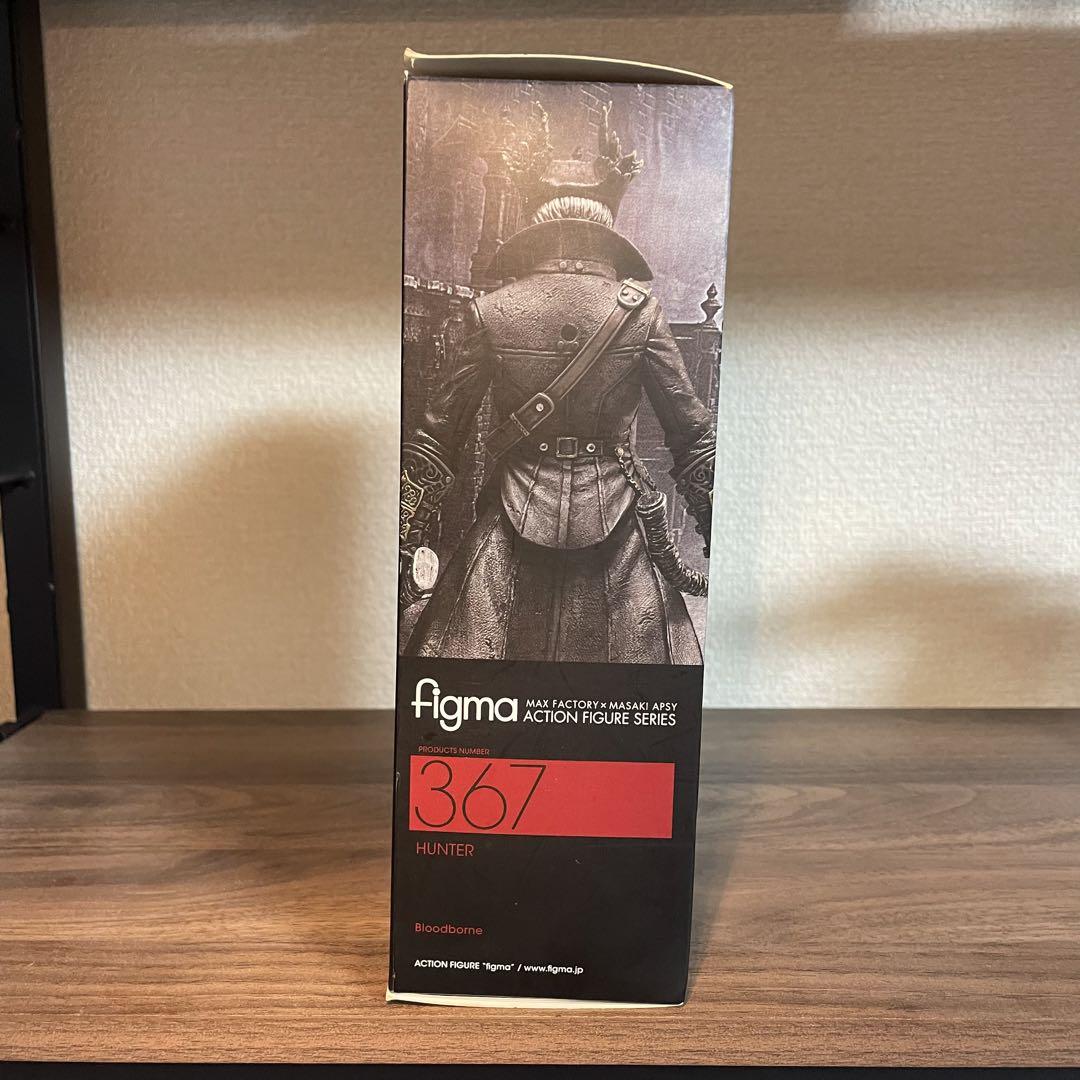 figma MAX FACTORY × MASAKI APSY
ACTION FIGURE SERIES
PRODUCTS NUMBER
367
HUNTER
Bloodborne
ACTION FIGURE "figma" / www.figma.jp